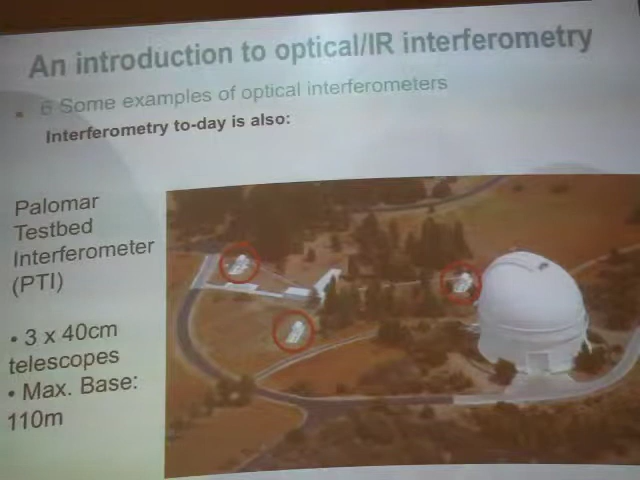 An introduction to optical/IR interferometry
▪ 6 Some examples of optical interferometers
Interferometry to-day is also:
Palomar
Testbed
Interferometer
(PTI)
• 3 x 40cm
telescopes
• Max. Base:
110m